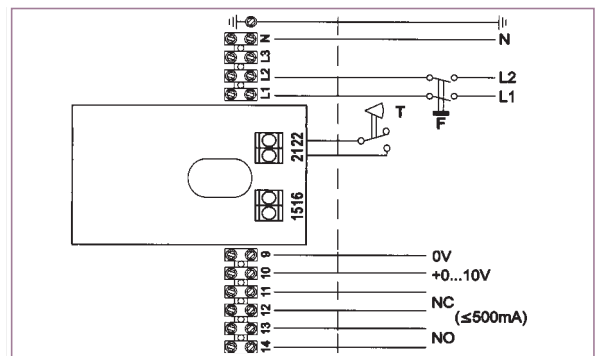 N N
L3
L2 L2
L1 L1
T
F
2122
1516
9 0V
10 +0...10V
11
NC
12 (≤500mA)
13
NO
14